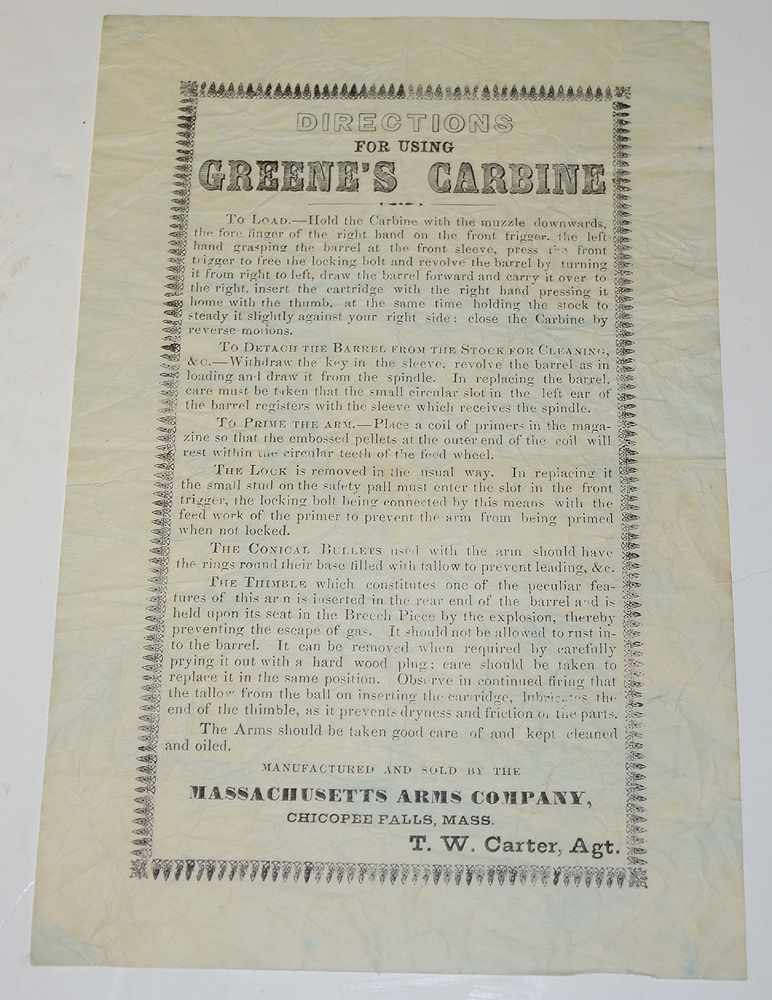 DIRECTIONS
FOR USING
GREENE'S CARBINE
To Load.—Hold the Carbine with the muzzle downwards,
the fore finger of the right hand on the front trigger, the left
hand grasping the barrel at the front sleeve, press the front
trigger to free the locking bolt and revolve the barrel by turning
it from right to left, draw the barrel forward and carry it over to
the right, insert the cartridge with the right hand pressing it
home with the thumb, at the same time holding the stock to
steady it slightly against your right side; close the Carbine by
reverse motions.
To Detach the Barrel from the Stock for Cleaning,
&c.—Withdraw the key in the sleeve, revolve the barrel as in
loading and draw it from the spindle. In replacing the barrel,
care must be taken that the small circular slot in the left ear of
the barrel registers with the sleeve which receives the spindle.
To Prime the arm.—Place a coil of primers in the maga-
zine so that the embossed pellets at the outer end of the coil will
rest within the circular teeth of the feed wheel.
The Lock is removed in the usual way. In replacing it
the small stud on the safety pall must enter the slot in the front
trigger, the locking bolt being connected by this means with the
feed work of the primer to prevent the arm from being primed
when not locked.
The Conical Bullets used with the arm should have
the rings round their base filled with tallow to prevent leading, &c.
The Thimble which constitutes one of the peculiar fea-
tures of this arm is inserted in the rear end of the barrel and is
held upon its seat in the Breech Piece by the explosion, thereby
preventing the escape of gas. It should not be allowed to rust in-
to the barrel. It can be removed when required by carefully
prying it out with a hard wood plug; care should be taken to
replace it in the same position. Observe in continued firing that
the tallow from the ball on inserting the cartridge, lubricates the
end of the thimble, as it prevents dryness and friction of the parts.
The Arms should be taken good care of and kept cleaned
and oiled.
MANUFACTURED AND SOLD BY THE
MASSACHUSETTS ARMS COMPANY,
CHICOPEE FALLS, MASS.
T. W. Carter, Agt.